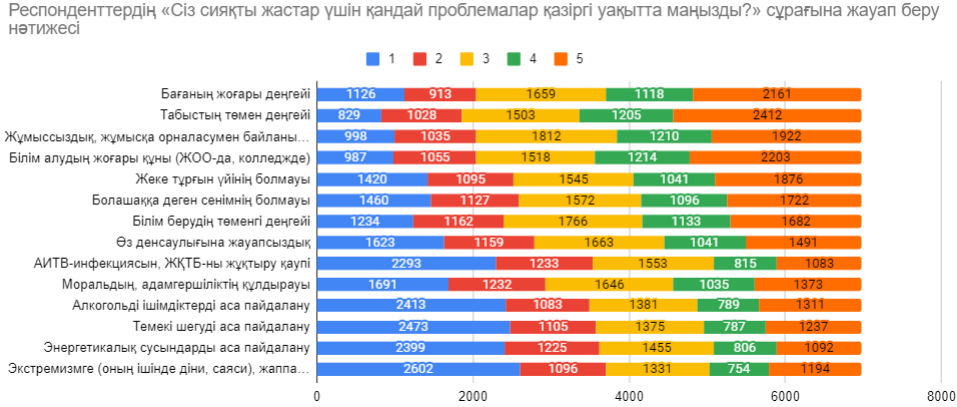 Респонденттердің «Сіз сияқты жастар үшін қандай проблемалар қазіргі уақытта маңызды?» сұрағына жауап беру
нәтижесі
1 2 3 4 5
Бағаның жоғары деңгейі 1126 913 1659 1118 2161
Табыстың төмен деңгейі 829 1028 1503 1205 2412
Жұмыссыздық, жұмысқа орналасумен байланы... 998 1035 1812 1210 1922
Білім алудың жоғары құны (ЖОО-да, колледжде) 987 1055 1518 1214 2203
Жеке тұрғын үйінің болмауы 1420 1095 1545 1041 1876
Болашаққа деген сенімнің болмауы 1460 1127 1572 1096 1722
Білім берудің төменгі деңгейі 1234 1162 1766 1133 1682
Өз денсаулығына жауапсыздық 1623 1159 1663 1041 1491
АИТВ-инфекциясын, ЖҚТБ-ны жұқтыру қаупі 2293 1233 1553 815 1083
Моральдың, адамгершіліктің құлдырауы 1691 1232 1646 1035 1373
Алкогольді ішімдіктерді аса пайдалану 2413 1083 1381 789 1311
Темекі шегуді аса пайдалану 2473 1105 1375 787 1237
Энергетикалық сусындарды аса пайдалану 2399 1225 1455 806 1092
Экстремизмге (оның ішінде діни, саяси), жаппа... 2602 1096 1331 754 1194
0 2000 4000 6000 8000